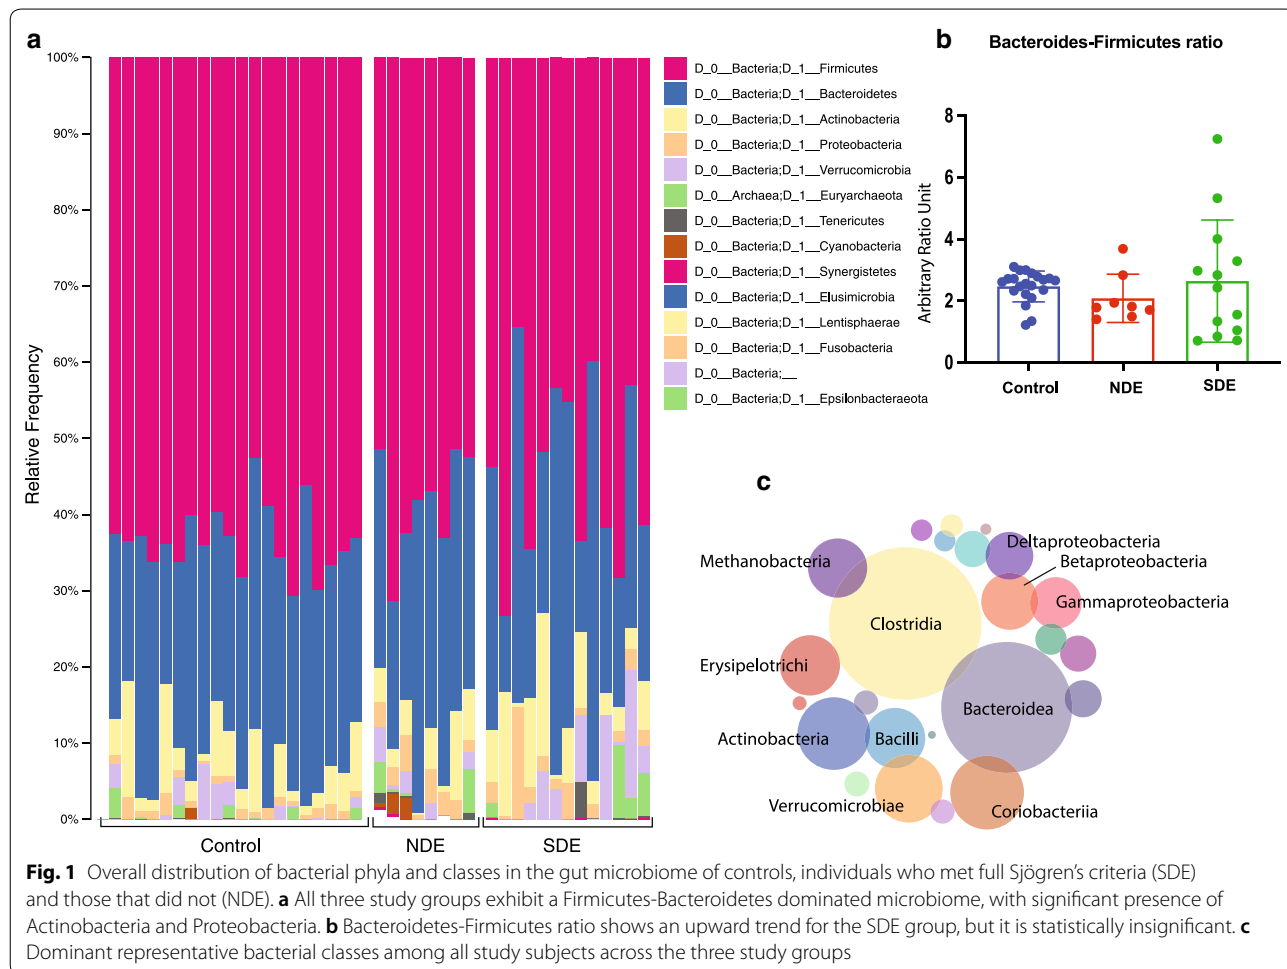 a
100%
90%
80%
70%
60%
50%
40%
30%
20%
10%
0%
Relative Frequency
Control
NDE
SDE
D_0__Bacteria;D_1__Firmicutes
D_0__Bacteria;D_1__Bacteroidetes
D_0__Bacteria;D_1__Actinobacteria
D_0__Bacteria;D_1__Proteobacteria
D_0__Bacteria;D_1__Verrucomicrobia
D_0__Archaea;D_1__Euryarchaeota
D_0__Bacteria;D_1__Tenericutes
D_0__Bacteria;D_1__Cyanobacteria
D_0__Bacteria;D_1__Synergistetes
D_0__Bacteria;D_1__Elusimicrobia
D_0__Bacteria;D_1__Lentisphaerae
D_0__Bacteria;D_1__Fusobacteria
D_0__Bacteria;__
D_0__Bacteria;D_1__Epsilonbacteraeota
b
Bacteroides-Firmicutes ratio
8
6
4
2
0
Arbitrary Ratio Unit
Control
NDE
SDE
c
Deltaproteobacteria
Methanobacteria
Betaproteobacteria
Gammaproteobacteria
Clostridia
Erysipelotrichi
Bacteroidea
Actinobacteria
Bacilli
Verrucomicrobiae
Coriobacteriia
Fig. 1 Overall distribution of bacterial phyla and classes in the gut microbiome of controls, individuals who met full Sjögren’s criteria (SDE)
and those that did not (NDE). a All three study groups exhibit a Firmicutes-Bacteroidetes dominated microbiome, with significant presence of
Actinobacteria and Proteobacteria. b Bacteroidetes-Firmicutes ratio shows an upward trend for the SDE group, but it is statistically insignificant. c
Dominant representative bacterial classes among all study subjects across the three study groups